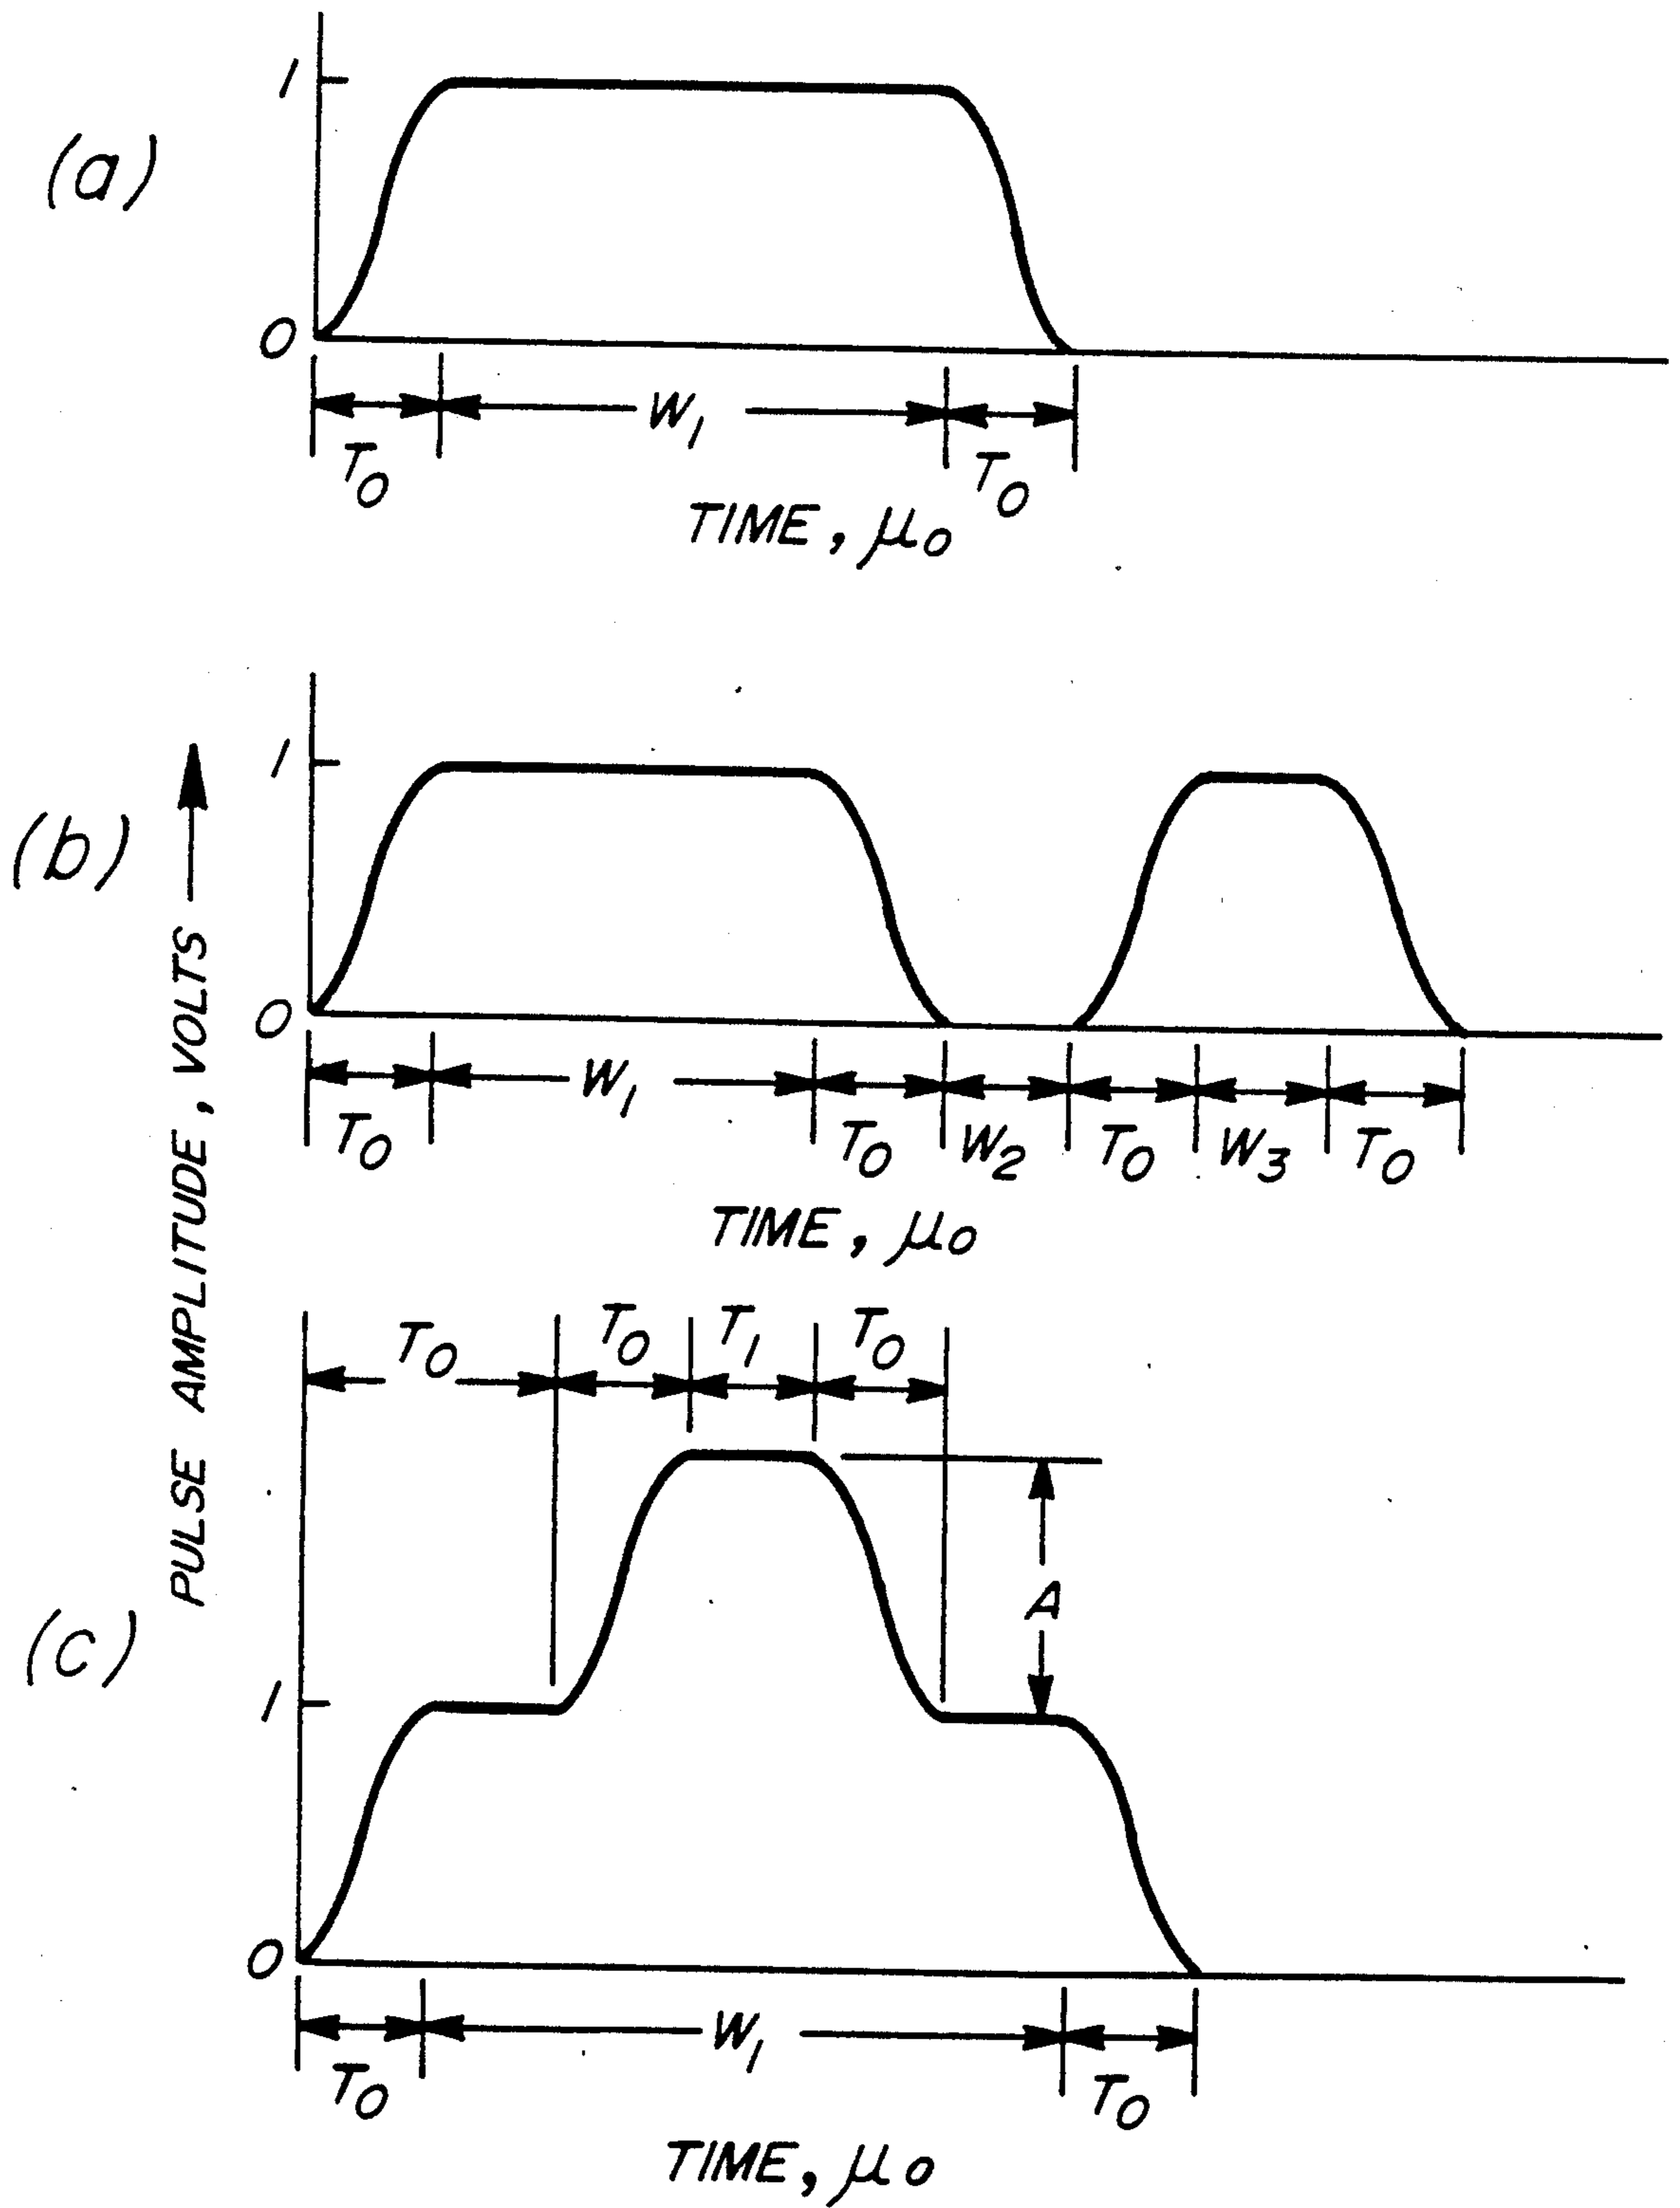 (a)
1
0
T0 W1 T0
TIME, μo
PULSE AMPLITUDE, VOLTS
(b)
1
0
T0 W1 T0 W2 T0 W3 T0
TIME, μo
(c)
T0 T0 T1 T0
A
1
0
T0 W1 T0
TIME, μo